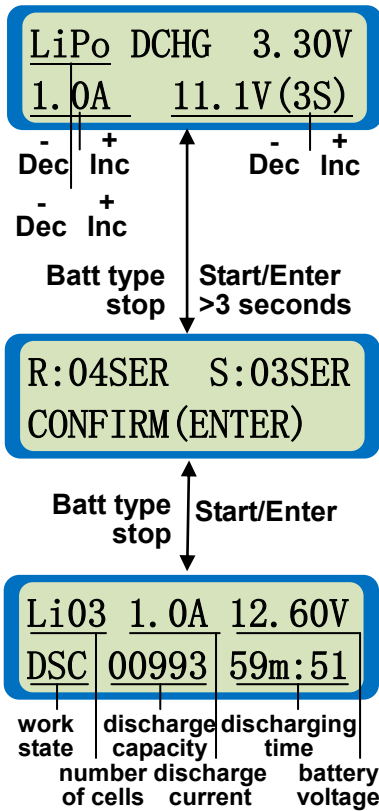 LiPo DCHG 3.30V
1.0A 11.1V(3S)
- + - +
Dec Inc Dec Inc
- +
Dec Inc
Batt type Start/Enter
stop >3 seconds
R:04SER S:03SER
CONFIRM(ENTER)
Batt type Start/Enter
stop
Li03 1.0A 12.60V
DSC 00993 59m:51
work discharge discharging
state capacity time
number discharge battery
of cells current voltage